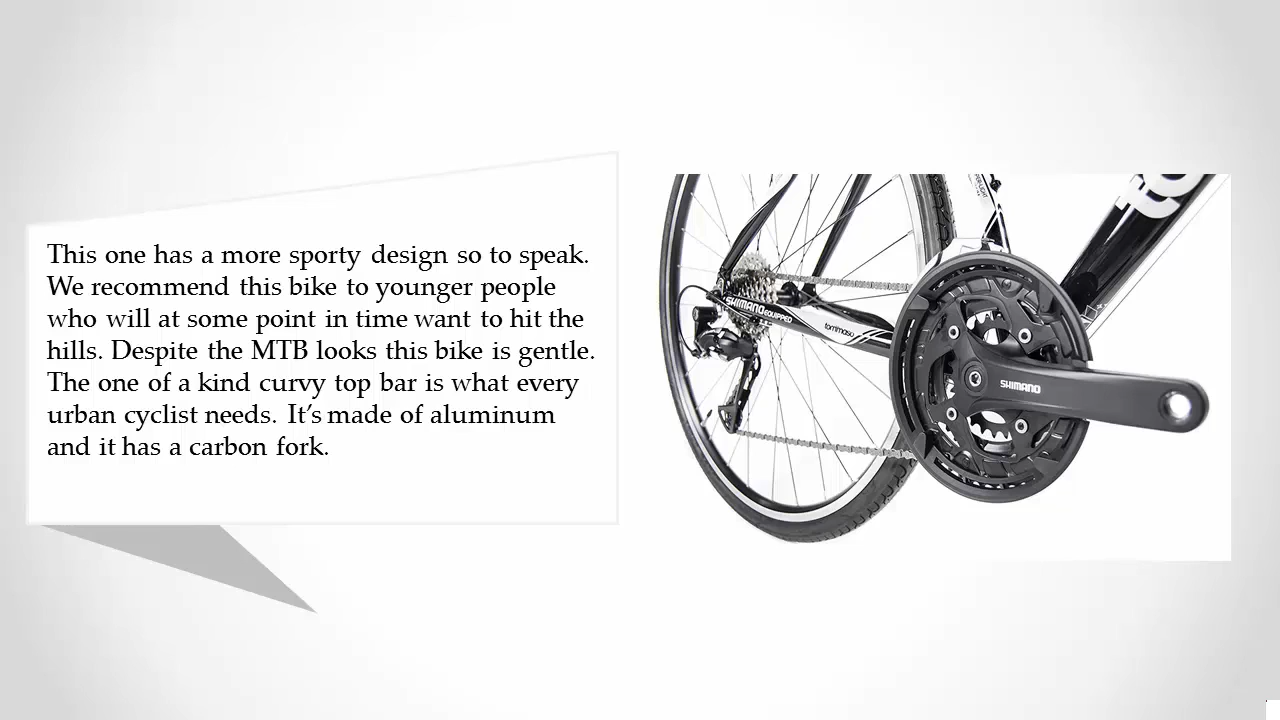 This one has a more sporty design so to speak.
We recommend this bike to younger people
who will at some point in time want to hit the
hills. Despite the MTB looks this bike is gentle.
The one of a kind curvy top bar is what every
urban cyclist needs. It's made of aluminum
and it has a carbon fork.
to
SHIMANO EQUIPPED
tommaso
SHIMANO